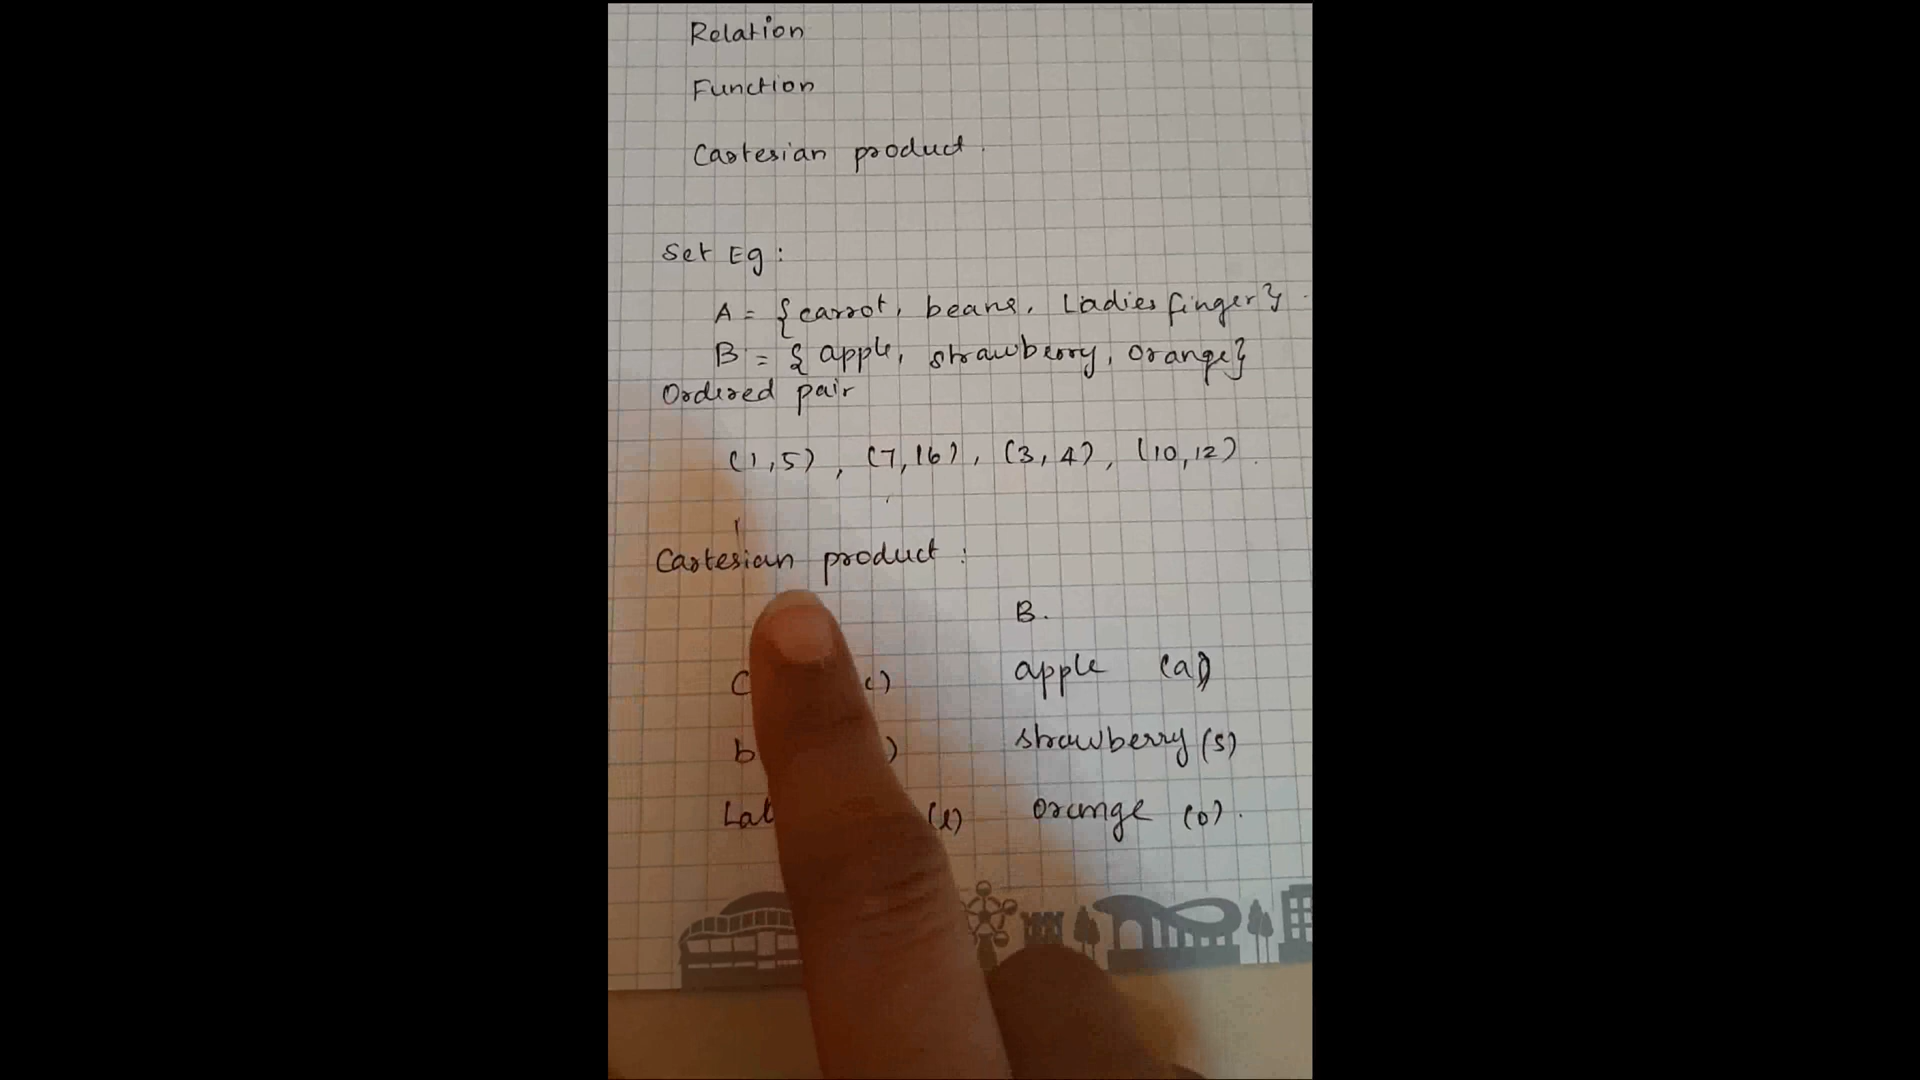 Relation
Function
Cartesian product.
Set Eg:
A = {carrot, beans, Ladies finger}
B = { apple, strawberry, orange}
Ordered pair
(1,5), (7,16), (3,4), (10,12).
Cartesian product:
B.
apple (a)
strawberry (s)
(l) orange (o).